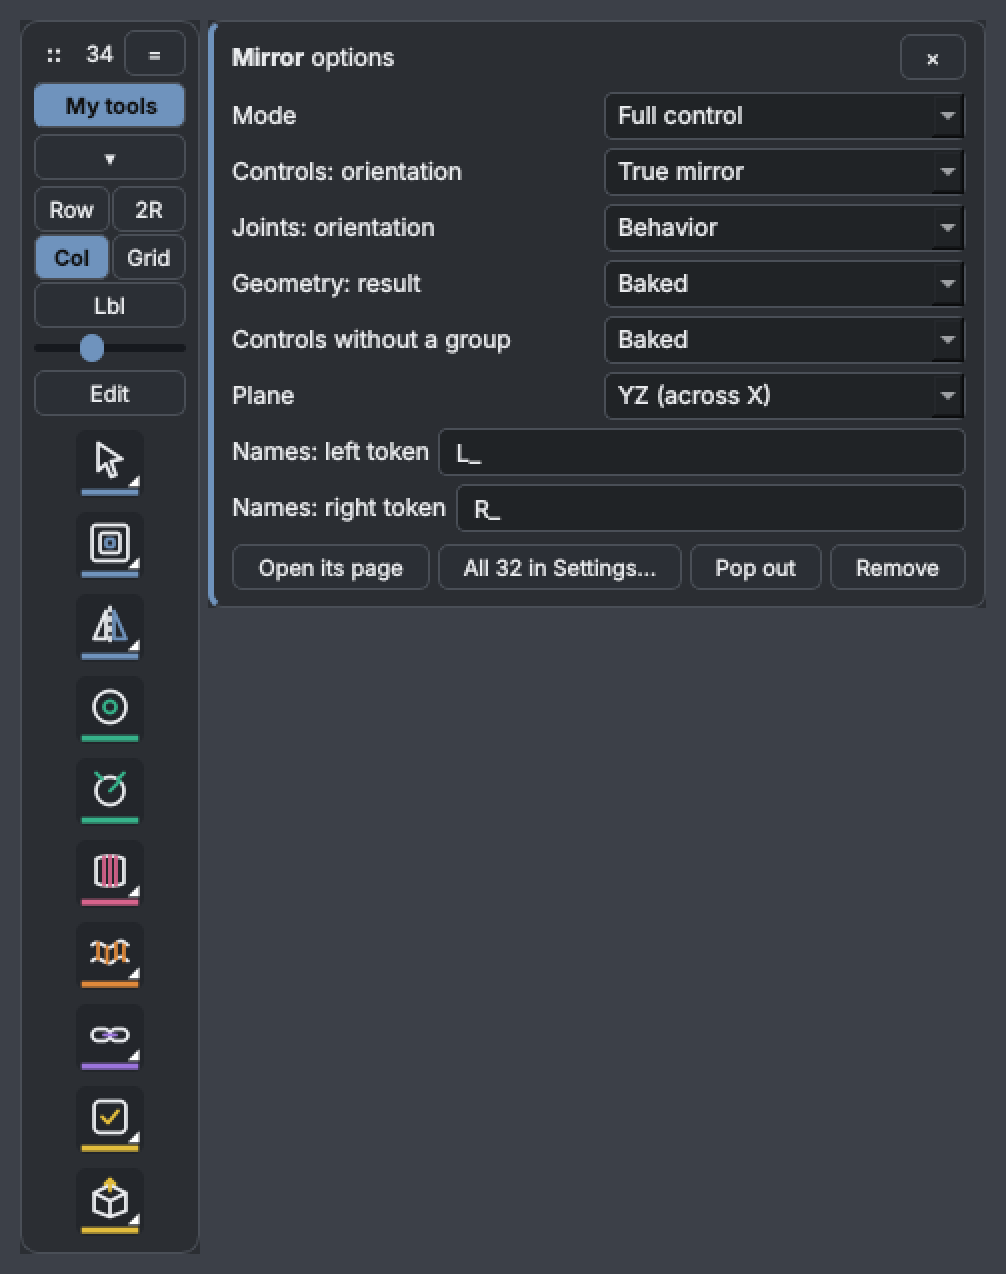 34 =
My tools
▼
Row 2R
Col Grid
Lbl
Edit
Mirror options ×
Mode Full control
Controls: orientation True mirror
Joints: orientation Behavior
Geometry: result Baked
Controls without a group Baked
Plane YZ (across X)
Names: left token L_
Names: right token R_
Open its page All 32 in Settings... Pop out Remove